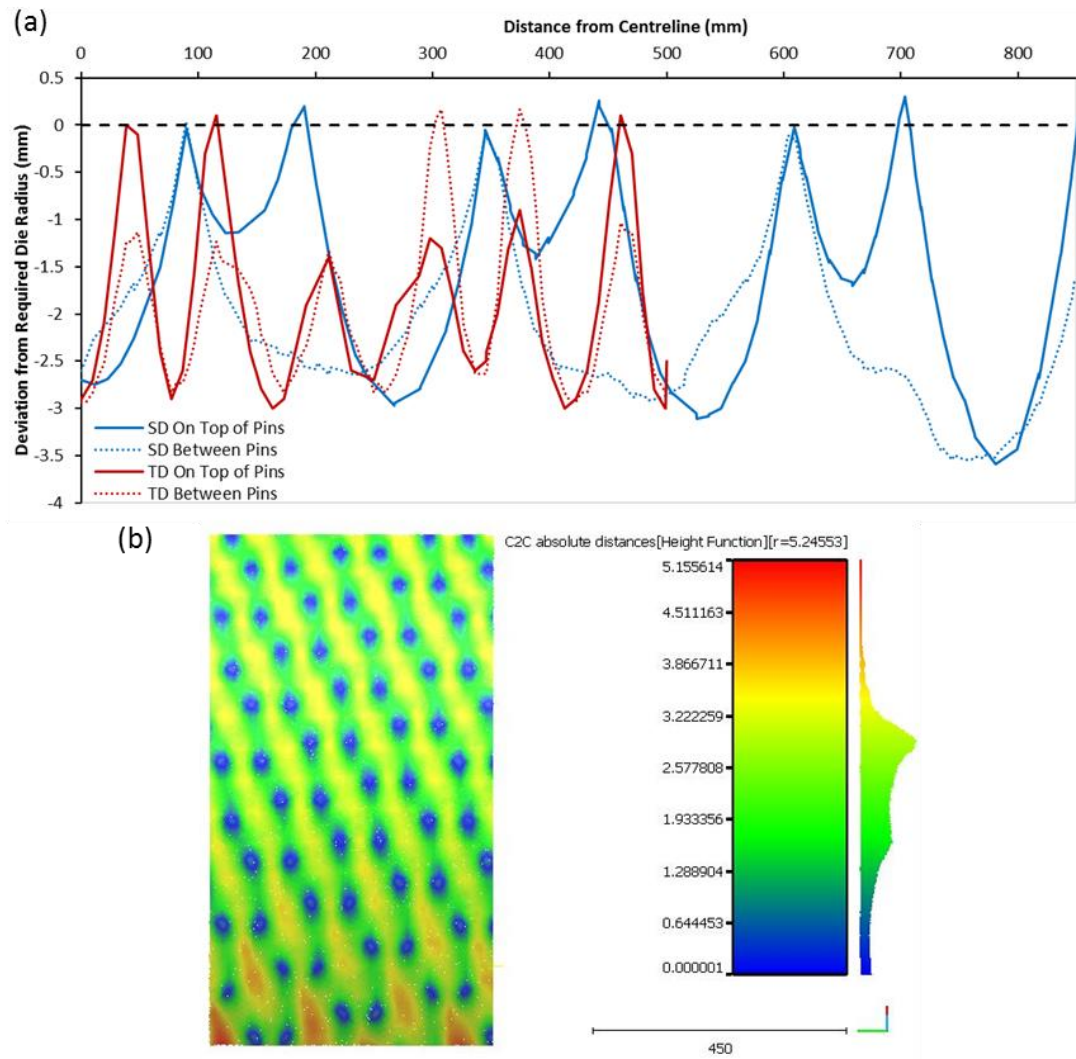 (a)
Distance from Centreline (mm)
0 100 200 300 400 500 600 700 800
Deviation from Required Die Radius (mm)
0.5
0
-0.5
-1
-1.5
-2
-2.5
-3
-3.5
-4
SD On Top of Pins
SD Between Pins
TD On Top of Pins
TD Between Pins
(b)
C2C absolute distances[Height Function][r=5.24553]
5.155614
4.511163
3.866711
3.222259
2.577808
1.933356
1.288904
0.644453
0.000001
450